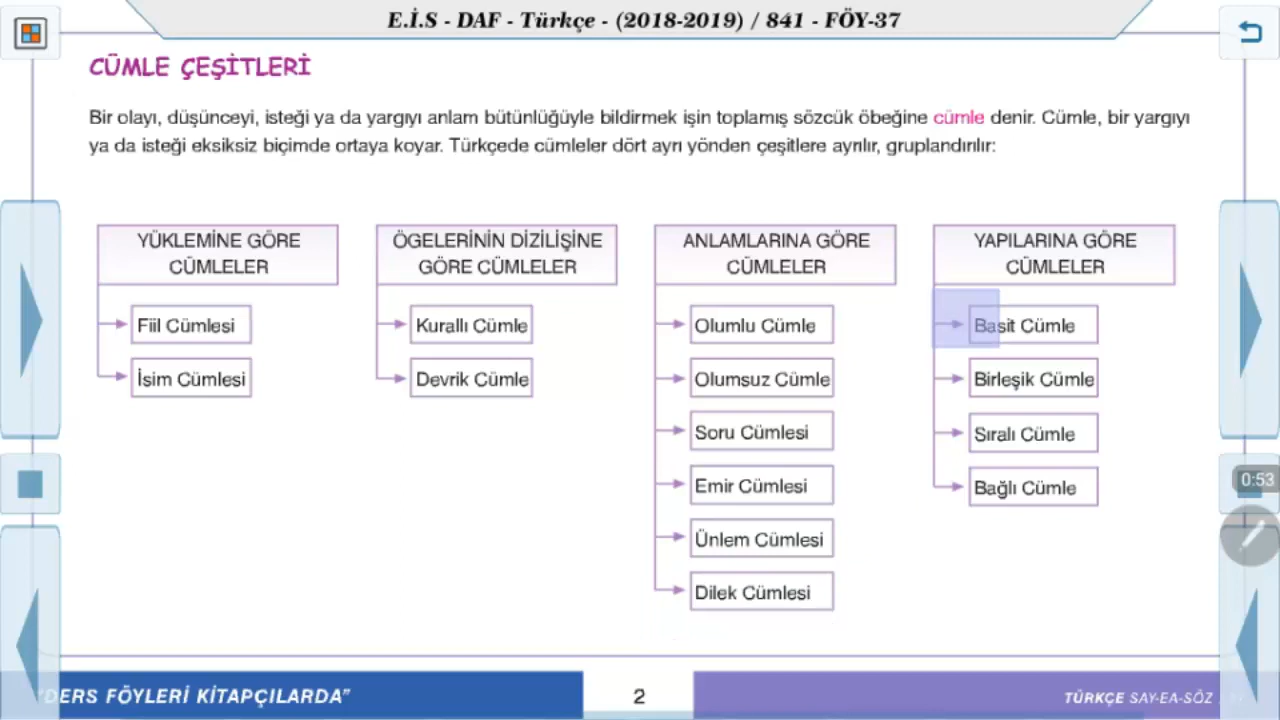 E.İ.S - DAF - Türkçe - (2018-2019) / 841 - FÖY-37
CÜMLE ÇEŞİTLERİ
Bir olayı, düşünceyi, isteği ya da yargıyı anlam bütünlüğüyle bildirmek işin toplamış sözcük öbeğine cümle denir. Cümle, bir yargıyı
ya da isteği eksiksiz biçimde ortaya koyar. Türkçede cümleler dört ayrı yönden çeşitlere ayrılır, gruplandırılır:
YÜKLEMİNE GÖRE
CÜMLELER
Fiil Cümlesi
İsim Cümlesi
ÖGELERİNİN DİZİLİŞİNE
GÖRE CÜMLELER
Kurallı Cümle
Devrik Cümle
ANLAMLARINA GÖRE
CÜMLELER
Olumlu Cümle
Olumsuz Cümle
Soru Cümlesi
Emir Cümlesi
Ünlem Cümlesi
Dilek Cümlesi
YAPILARINA GÖRE
CÜMLELER
Basit Cümle
Birleşik Cümle
Sıralı Cümle
Bağlı Cümle
0:53
"DERS FÖYLERİ KİTAPÇILARDA"
2
TÜRKÇE SAY-EA-SÖZ